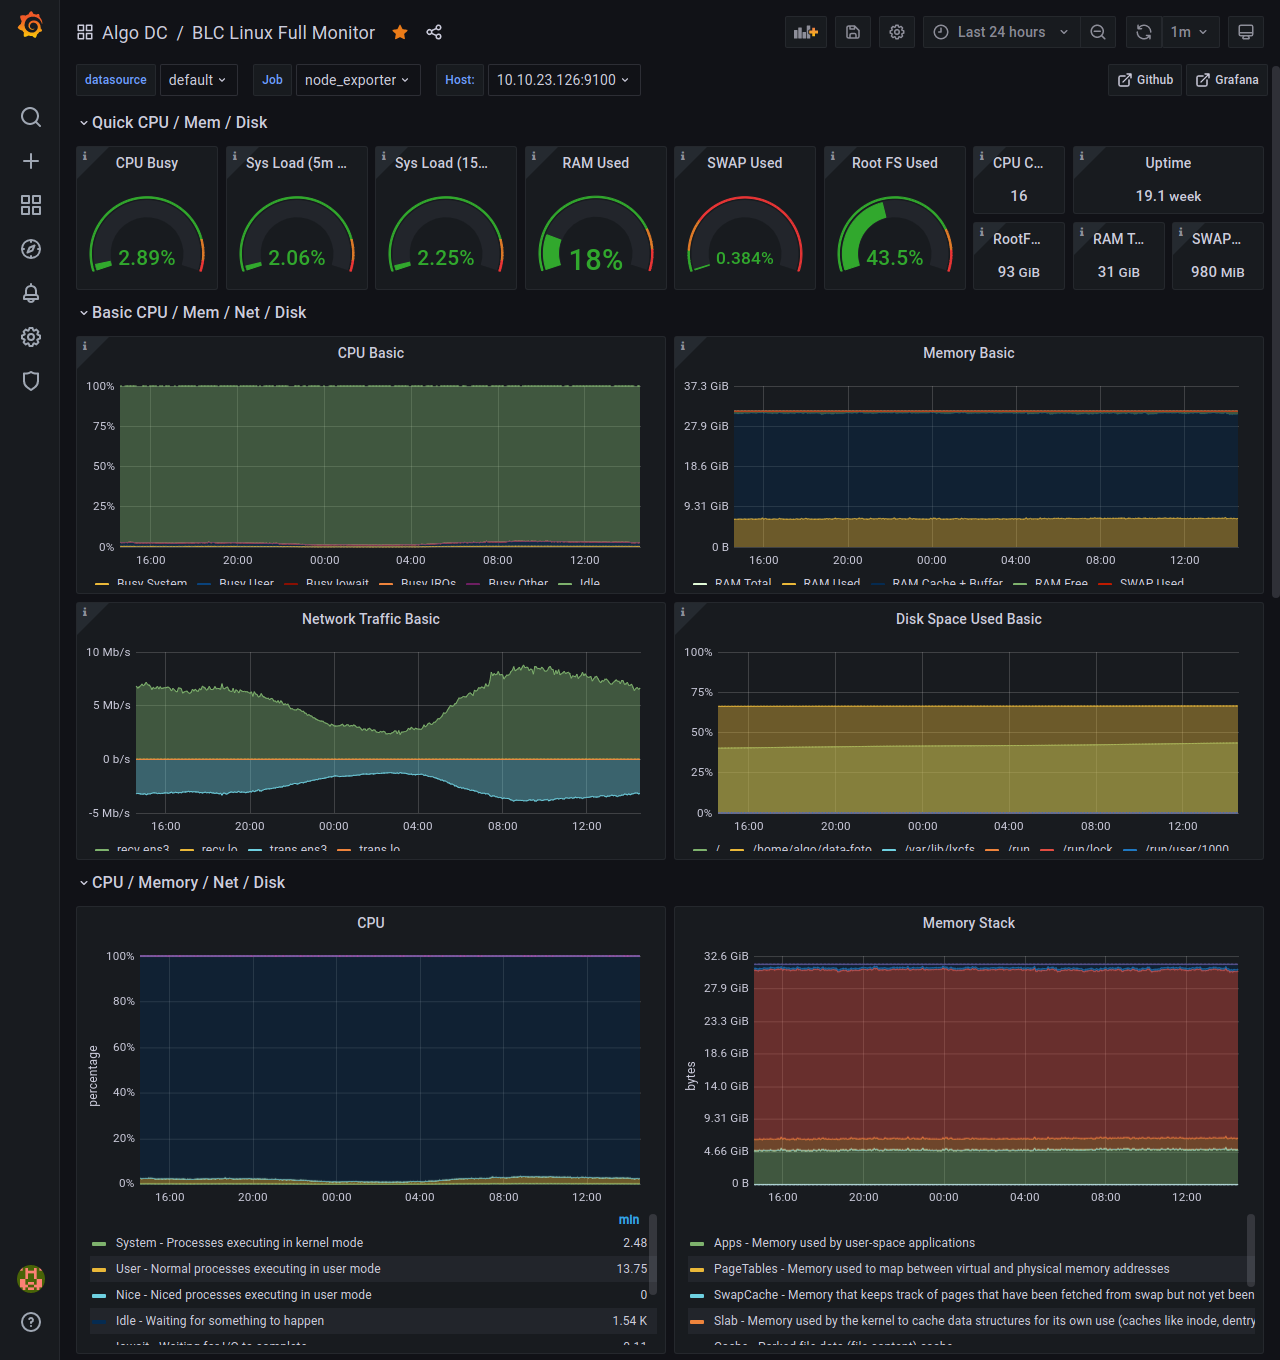 Algo DC / BLC Linux Full Monitor
Last 24 hours
1m
datasource default Job node_exporter Host: 10.10.23.126:9100
Github Grafana
Quick CPU / Mem / Disk
CPU Busy
2.89%
Sys Load (5m ...
2.06%
Sys Load (15...
2.25%
RAM Used
18%
SWAP Used
0.384%
Root FS Used
43.5%
CPU C...
16
Uptime
19.1 week
RootF...
93 GiB
RAM T...
31 GiB
SWAP...
980 MiB
Basic CPU / Mem / Net / Disk
CPU Basic
100%
75%
50%
25%
0%
16:00 20:00 00:00 04:00 08:00 12:00
Busy System Busy User Busy Iowait Busy IRQs Busy Other Idle
Memory Basic
37.3 GiB
27.9 GiB
18.6 GiB
9.31 GiB
0 B
16:00 20:00 00:00 04:00 08:00 12:00
RAM Total RAM Used RAM Cache + Buffer RAM Free SWAP Used
Network Traffic Basic
10 Mb/s
5 Mb/s
0 b/s
-5 Mb/s
16:00 20:00 00:00 04:00 08:00 12:00
recv ens3 recv lo trans ens3 trans lo
Disk Space Used Basic
100%
75%
50%
25%
0%
16:00 20:00 00:00 04:00 08:00 12:00
/ /home/algo/data-foto /var/lib/lxcfs /run /run/lock /run/user/1000
CPU / Memory / Net / Disk
CPU
percentage
100%
80%
60%
40%
20%
0%
16:00 20:00 00:00 04:00 08:00 12:00
min
System - Processes executing in kernel mode 2.48
User - Normal processes executing in user mode 13.75
Nice - Niced processes executing in user mode 0
Idle - Waiting for something to happen 1.54 K
Iowait - Waiting for I/O to complete 0.11
Memory Stack
bytes
32.6 GiB
27.9 GiB
23.3 GiB
18.6 GiB
14.0 GiB
9.31 GiB
4.66 GiB
0 B
16:00 20:00 00:00 04:00 08:00 12:00
Apps - Memory used by user-space applications
PageTables - Memory used to map between virtual and physical memory addresses
SwapCache - Memory that keeps track of pages that have been fetched from swap but not yet been
Slab - Memory used by the kernel to cache data structures for its own use (caches like inode, dentry
Cache - Parked file data (file content) cache